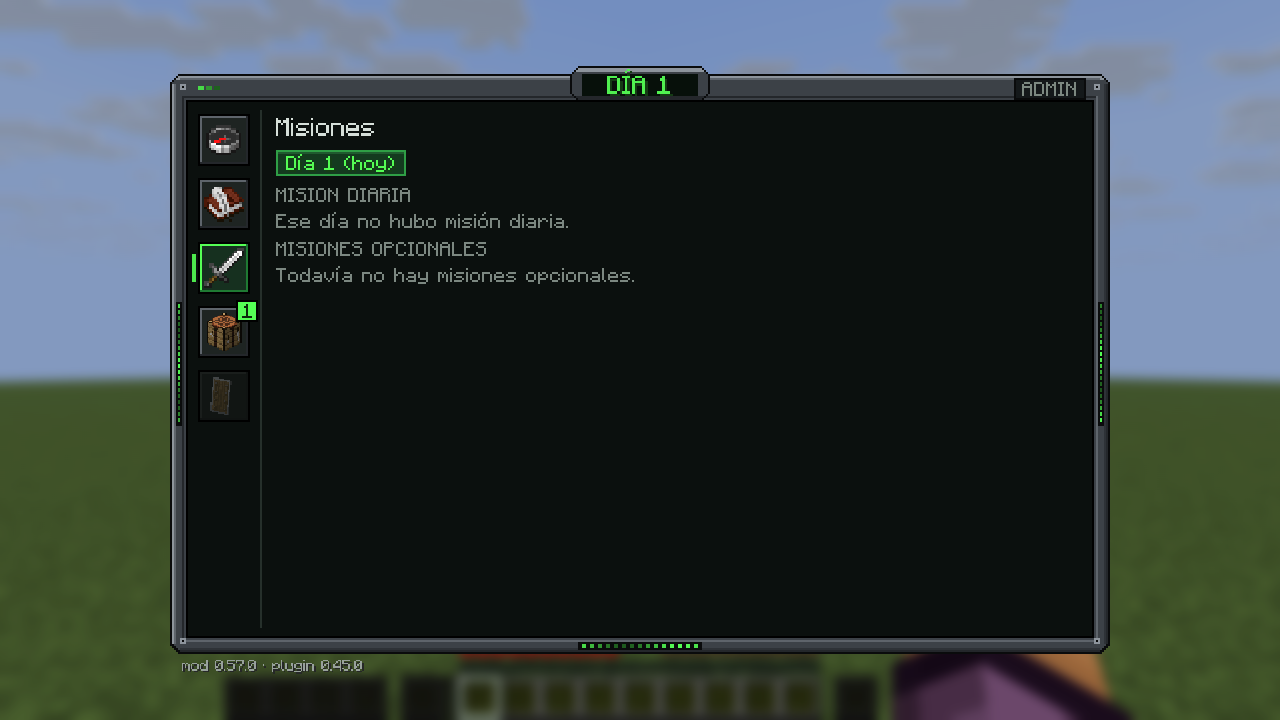 DÍA 1
ADMIN
Misiones
Día 1 (hoy)
MISION DIARIA
Ese día no hubo misión diaria.
MISIONES OPCIONALES
Todavía no hay misiones opcionales.
1
mod 0.57.0 · plugin 0.45.0